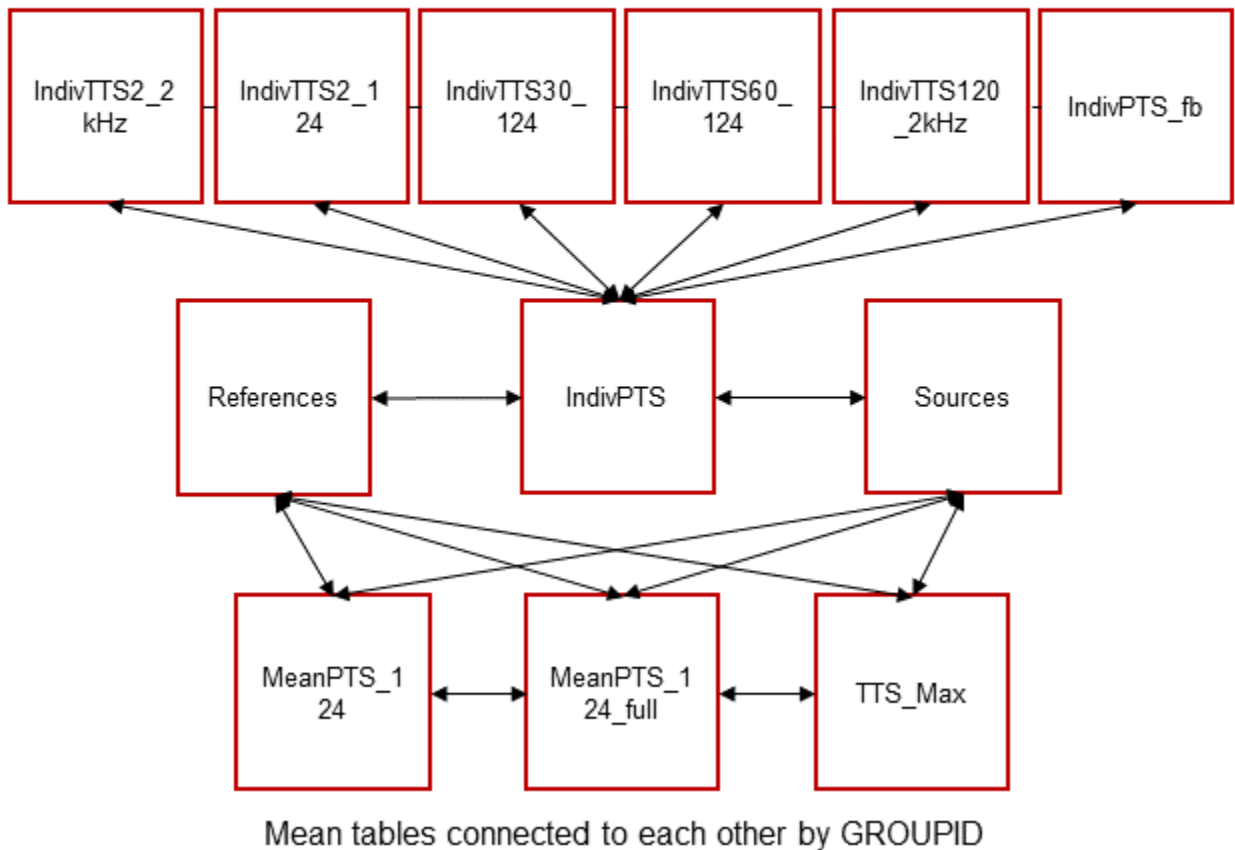 IndivTTS2_2
kHz
IndivTTS2_1
24
IndivTTS30_
124
IndivTTS60_
124
IndivTTS120
_2kHz
IndivPTS_fb
References
IndivPTS
Sources
MeanPTS_1
24
MeanPTS_1
24_full
TTS_Max
Mean tables connected to each other by GROUPID